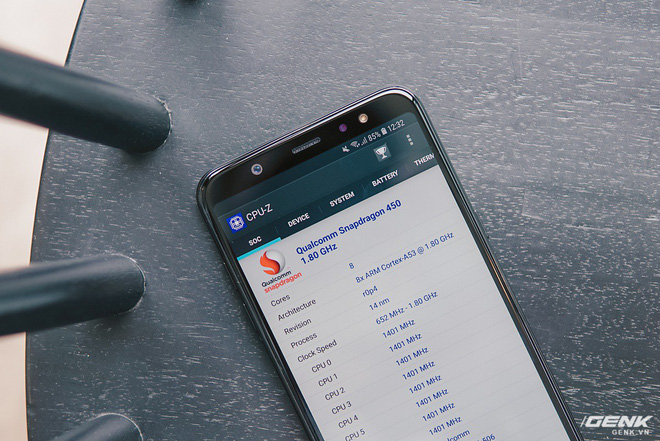 85% 12:32
CPU-Z
SOC DEVICE SYSTEM BATTERY THERM
Qualcomm Snapdragon 450
1.80 GHz
Qualcomm
snapdragon
Cores 8
Architecture 8x ARM Cortex-A53 @ 1.80 GHz
Revision r0p4
Process 14 nm
Clock Speed 652 MHz - 1.80 GHz
CPU 0 1401 MHz
CPU 1 1401 MHz
CPU 2 1401 MHz
CPU 3 1401 MHz
CPU 4 1401 MHz
CPU 5 1401 MHz
1401 MHz
GENK
GENK.VN